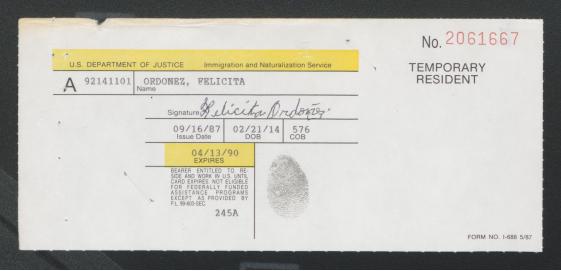 No. 2061667
TEMPORARY
RESIDENT
U.S. DEPARTMENT OF JUSTICE Immigration and Naturalization Service
A 92141101 ORDONEZ, FELICITA
Name
Signature Felicita Ordoñez
09/16/87 02/21/14 576
Issue Date DOB COB
04/13/90
EXPIRES
BEARER ENTITLED TO RE-
SIDE AND WORK IN U.S. UNTIL
CARD EXPIRES. NOT ELIGIBLE
FOR FEDERALLY FUNDED
ASSISTANCE PROGRAMS
EXCEPT AS PROVIDED BY
P.L. 99-603-SEC
245A
FORM NO. I-688 5/87